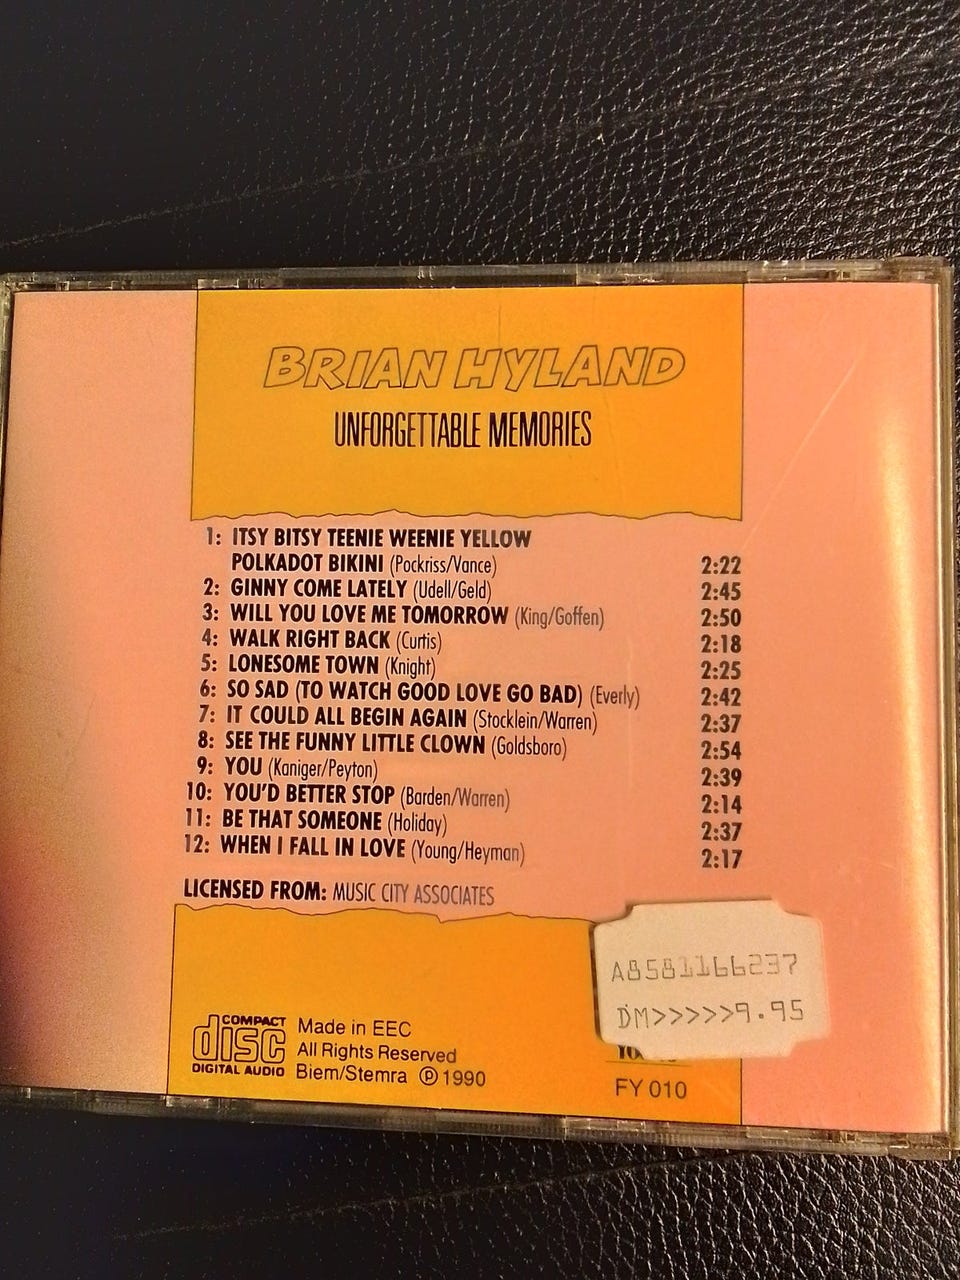 BRIAN HYLAND
UNFORGETTABLE MEMORIES
1: ITSY BITSY TEENIE WEENIE YELLOW
POLKADOT BIKINI (Pockriss/Vance) 2:22
2: GINNY COME LATELY (Udell/Geld) 2:45
3: WILL YOU LOVE ME TOMORROW (King/Goffen) 2:50
4: WALK RIGHT BACK (Curtis) 2:18
5: LONESOME TOWN (Knight) 2:25
6: SO SAD (TO WATCH GOOD LOVE GO BAD) (Everly) 2:42
7: IT COULD ALL BEGIN AGAIN (Stocklein/Warren) 2:37
8: SEE THE FUNNY LITTLE CLOWN (Goldsboro) 2:54
9: YOU (Kaniger/Peyton) 2:39
10: YOU'D BETTER STOP (Barden/Warren) 2:14
11: BE THAT SOMEONE (Holiday) 2:37
12: WHEN I FALL IN LOVE (Young/Heyman) 2:17
LICENSED FROM: MUSIC CITY ASSOCIATES
A8581166237
DM>>>>>9.95
COMPACT
disc
DIGITAL AUDIO
Made in EEC
All Rights Reserved
Biem/Stemra ℗ 1990
FY 010